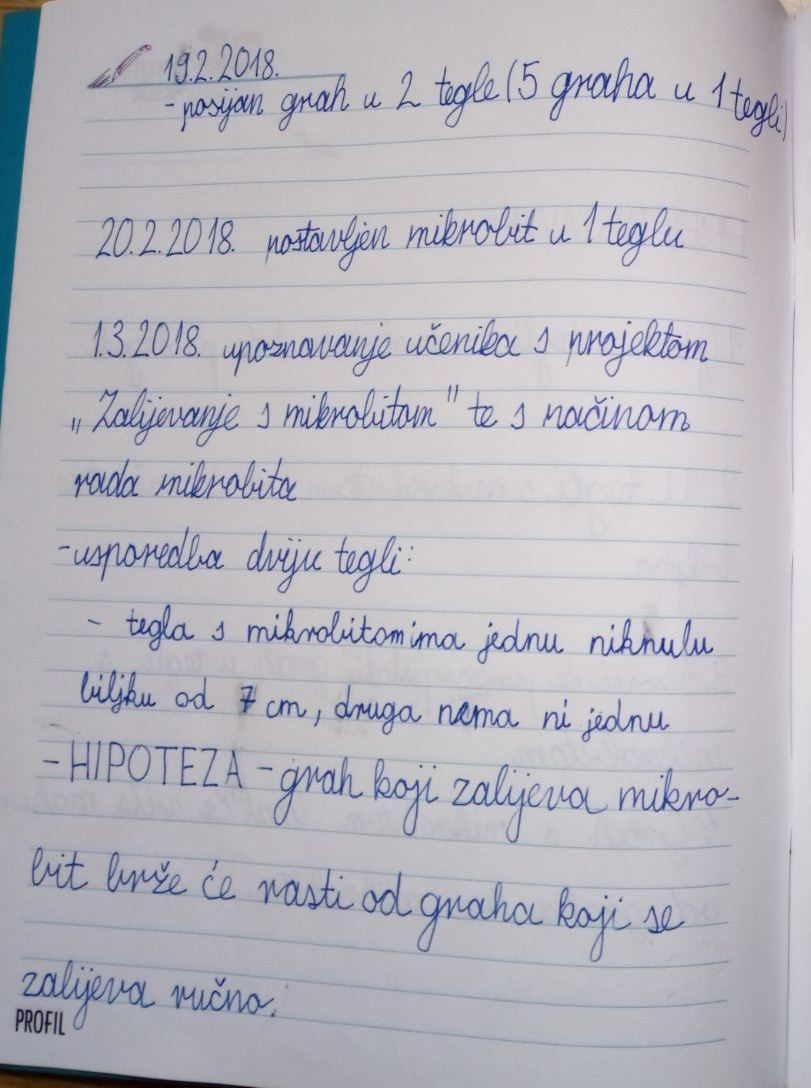 19.2.2018.
- posijan grah u 2 tegle (5 graha u 1 tegli)
20.2.2018. postavljen mikrobit u 1 teglu
1.3.2018. upoznavanje učenika s projektom
„Zalijevanje s mikrobitom" te s načinom
rada mikrobita
- usporedba dviju tegli:
- tegla s mikrobitom ima jednu niknulu
biljku od 7 cm, druga nema ni jednu
- HIPOTEZA - grah koji zalijeva mikro-
bit brže će rasti od graha koji se
zalijeva ručno.
PROFIL